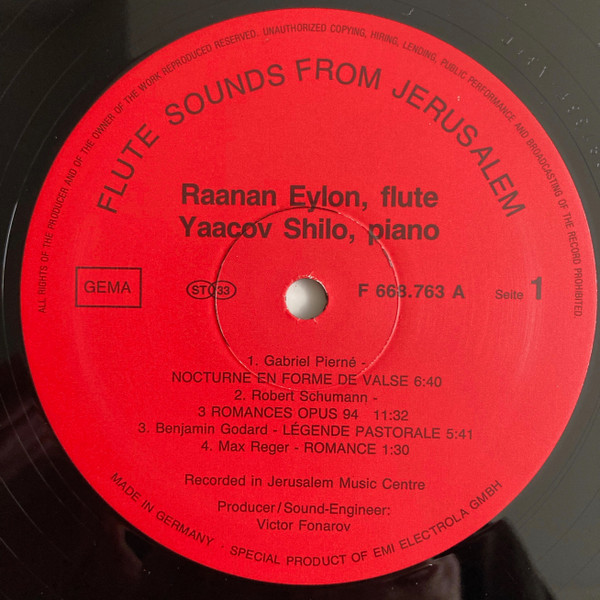 ALL RIGHTS OF THE PRODUCER AND OF THE OWNER OF THE WORK REPRODUCED RESERVED. UNAUTHORIZED COPYING, HIRING, LENDING, PUBLIC PERFORMANCE AND BROADCASTING OF THE RECORD PROHIBITED.
FLUTE SOUNDS FROM JERUSALEM
Raanan Eylon, flute
Yaacov Shilo, piano
GEMA
ST 33
F 668.763 A
Seite 1
1. Gabriel Pierné -
NOCTURNE EN FORME DE VALSE 6:40
2. Robert Schumann -
3 ROMANCES OPUS 94 11:32
3. Benjamin Godard - LÉGENDE PASTORALE 5:41
4. Max Reger - ROMANCE 1:30
Recorded in Jerusalem Music Centre
Producer/Sound-Engineer:
Victor Fonarov
MADE IN GERMANY · SPECIAL PRODUCT OF EMI ELECTROLA GMBH